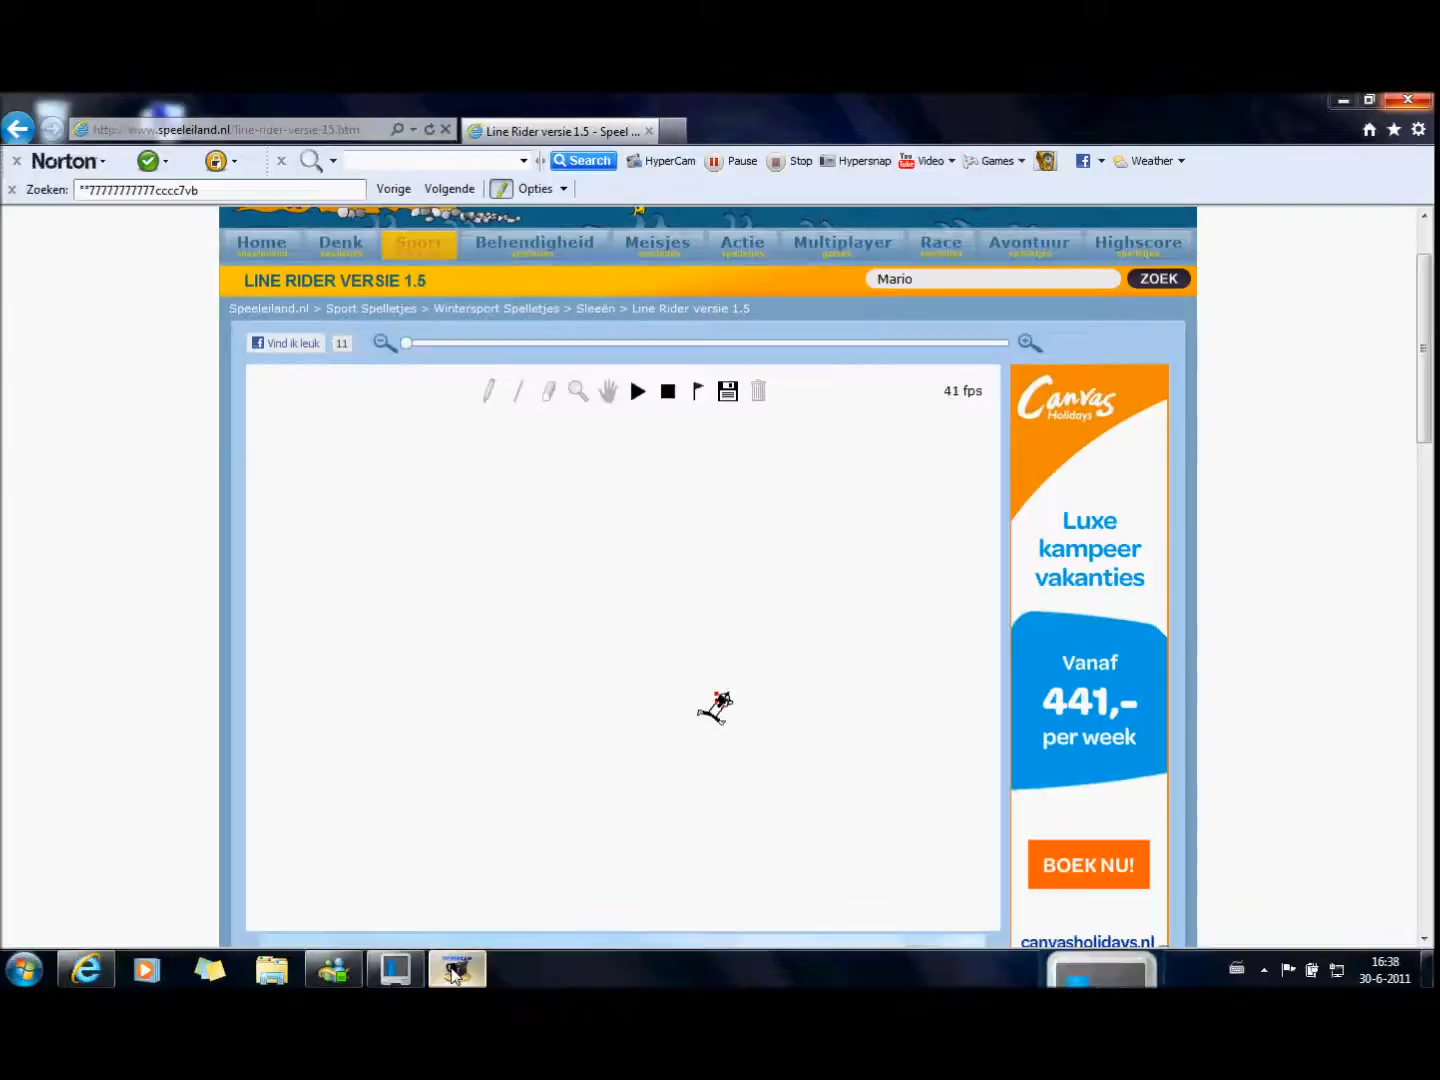 http://www.speeleiland.nl/line-rider-versie-15.htm
Line Rider versie 1.5 - Speel ...
Norton
Search
HyperCam
Pause
Stop
Hypersnap
You Tube
Video
Games
Weather
Zoeken:
°°77777777777cccc7vb
Vorige
Volgende
Opties
Home
Denk
Sport
Behendigheid
Meisjes
Actie
Multiplayer
Race
Avontuur
Highscore
LINE RIDER VERSIE 1.5
Mario
ZOEK
Speeleiland.nl > Sport Spelletjes > Wintersport Spelletjes > Sleeën > Line Rider versie 1.5
Vind ik leuk
11
41 fps
Canvas
Holidays
Luxe
kampeer
vakanties
Vanaf
441,-
per week
BOEK NU!
canvasholidays.nl
16:38
30-6-2011